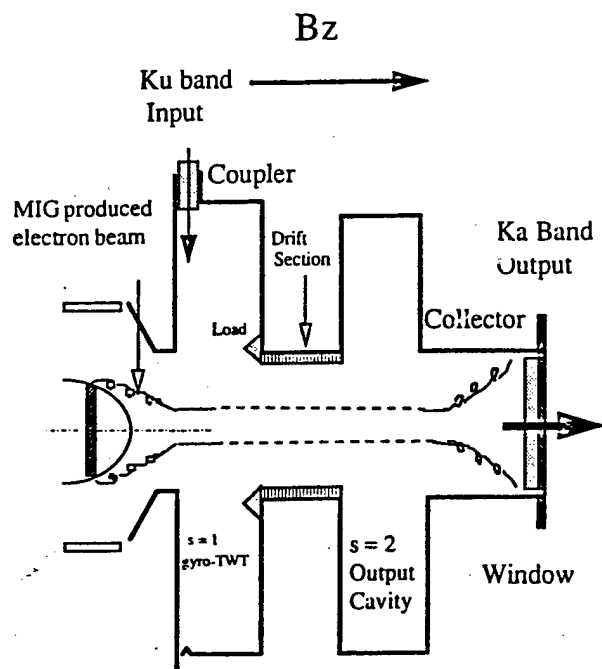 Bz
Ku band
Input
Coupler
MIG produced
electron beam
Drift
Section
Ka Band
Output
Load
Collector
s = 1
gyro-TWT
s = 2
Output
Cavity
Window